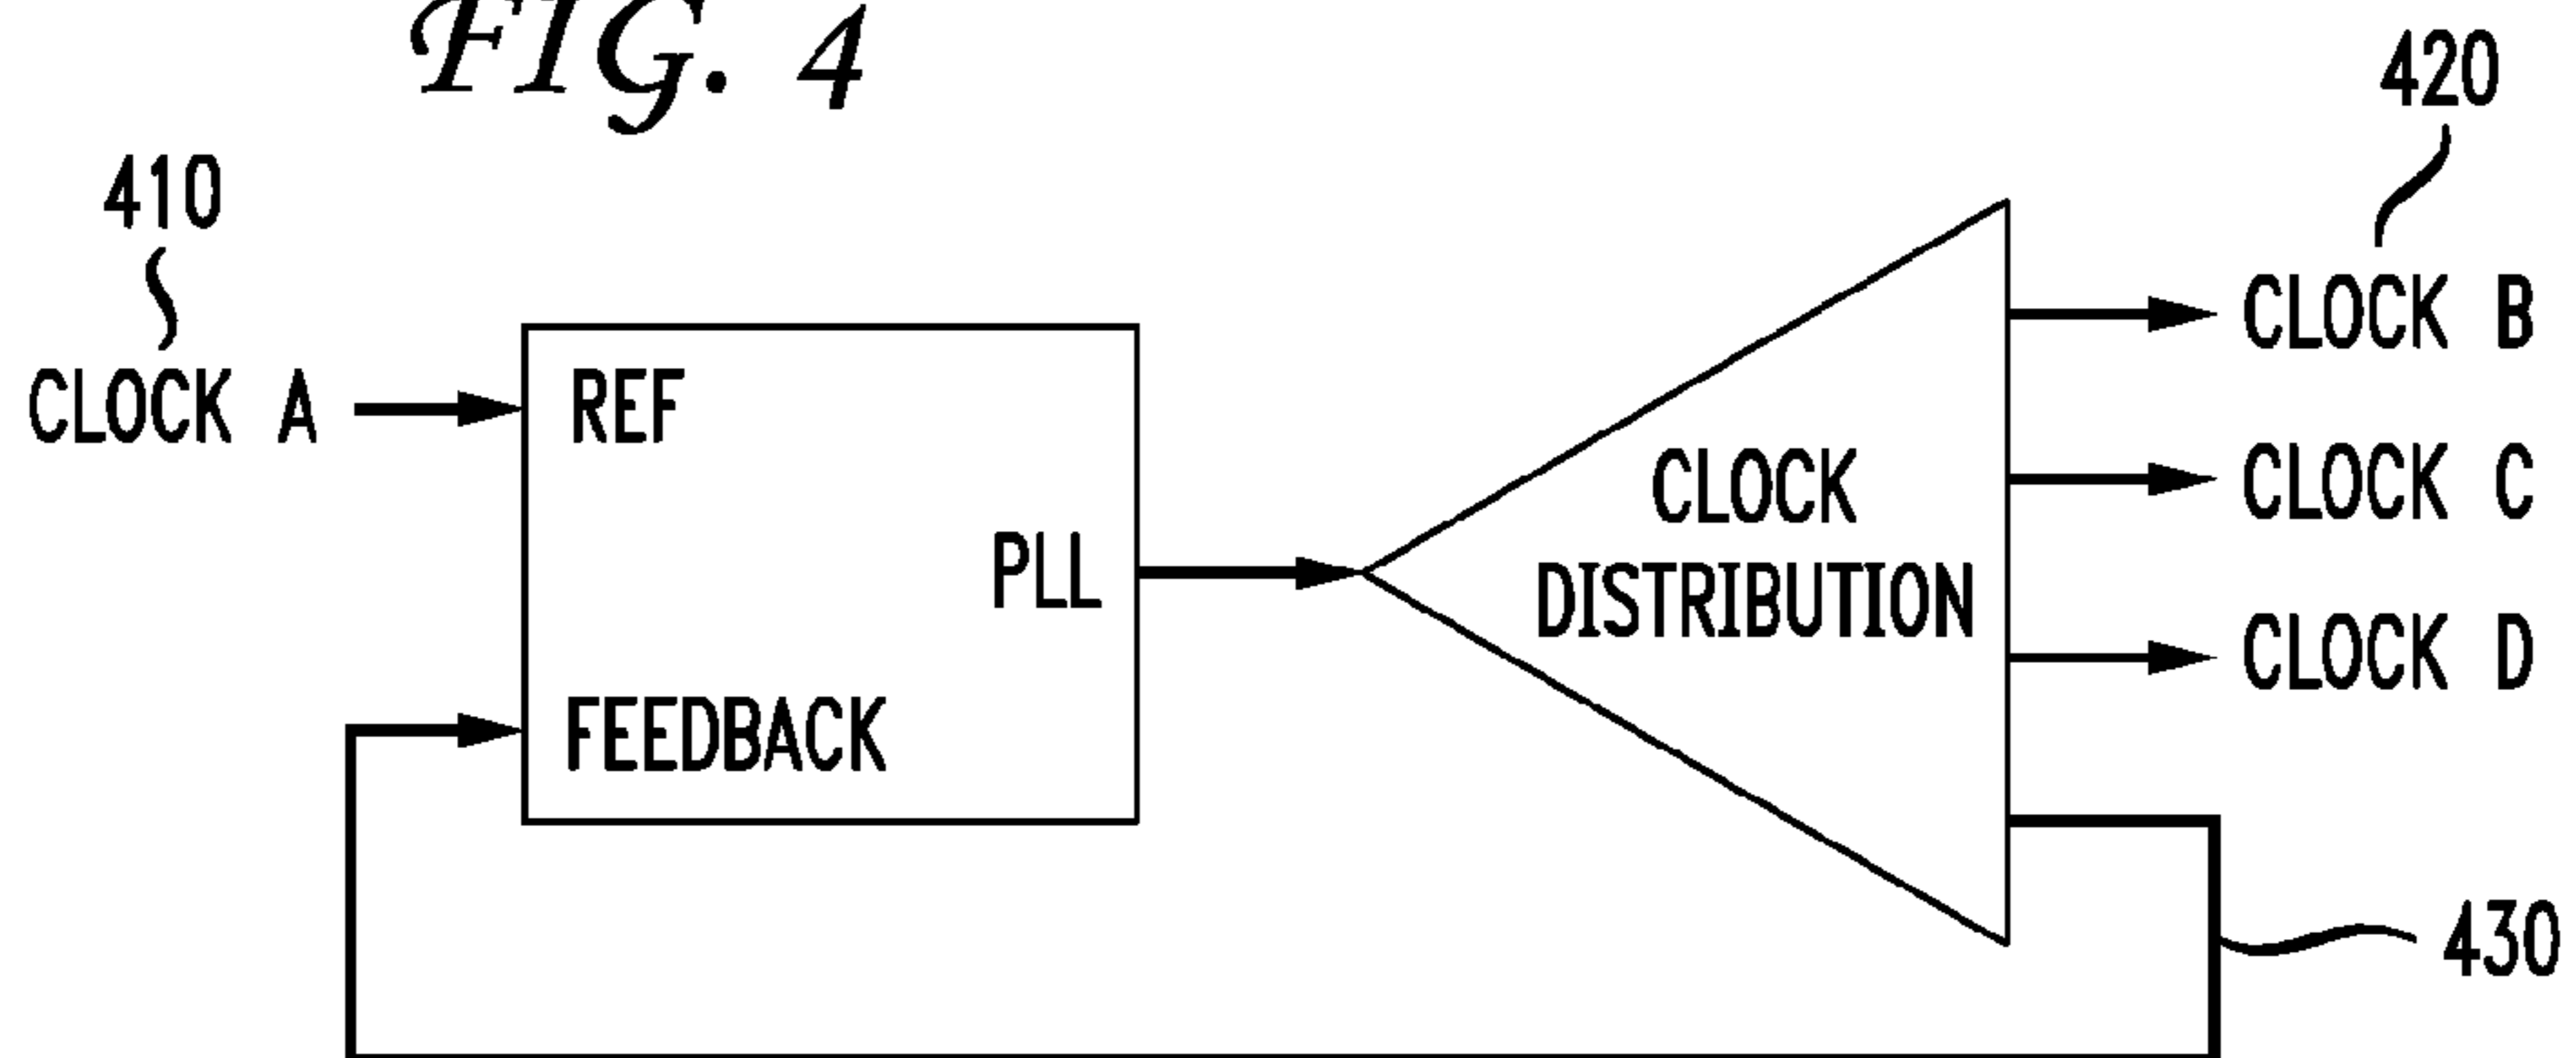 FIG. 4
410
420
CLOCK A
REF
FEEDBACK
PLL
CLOCK
DISTRIBUTION
CLOCK B
CLOCK C
CLOCK D
430